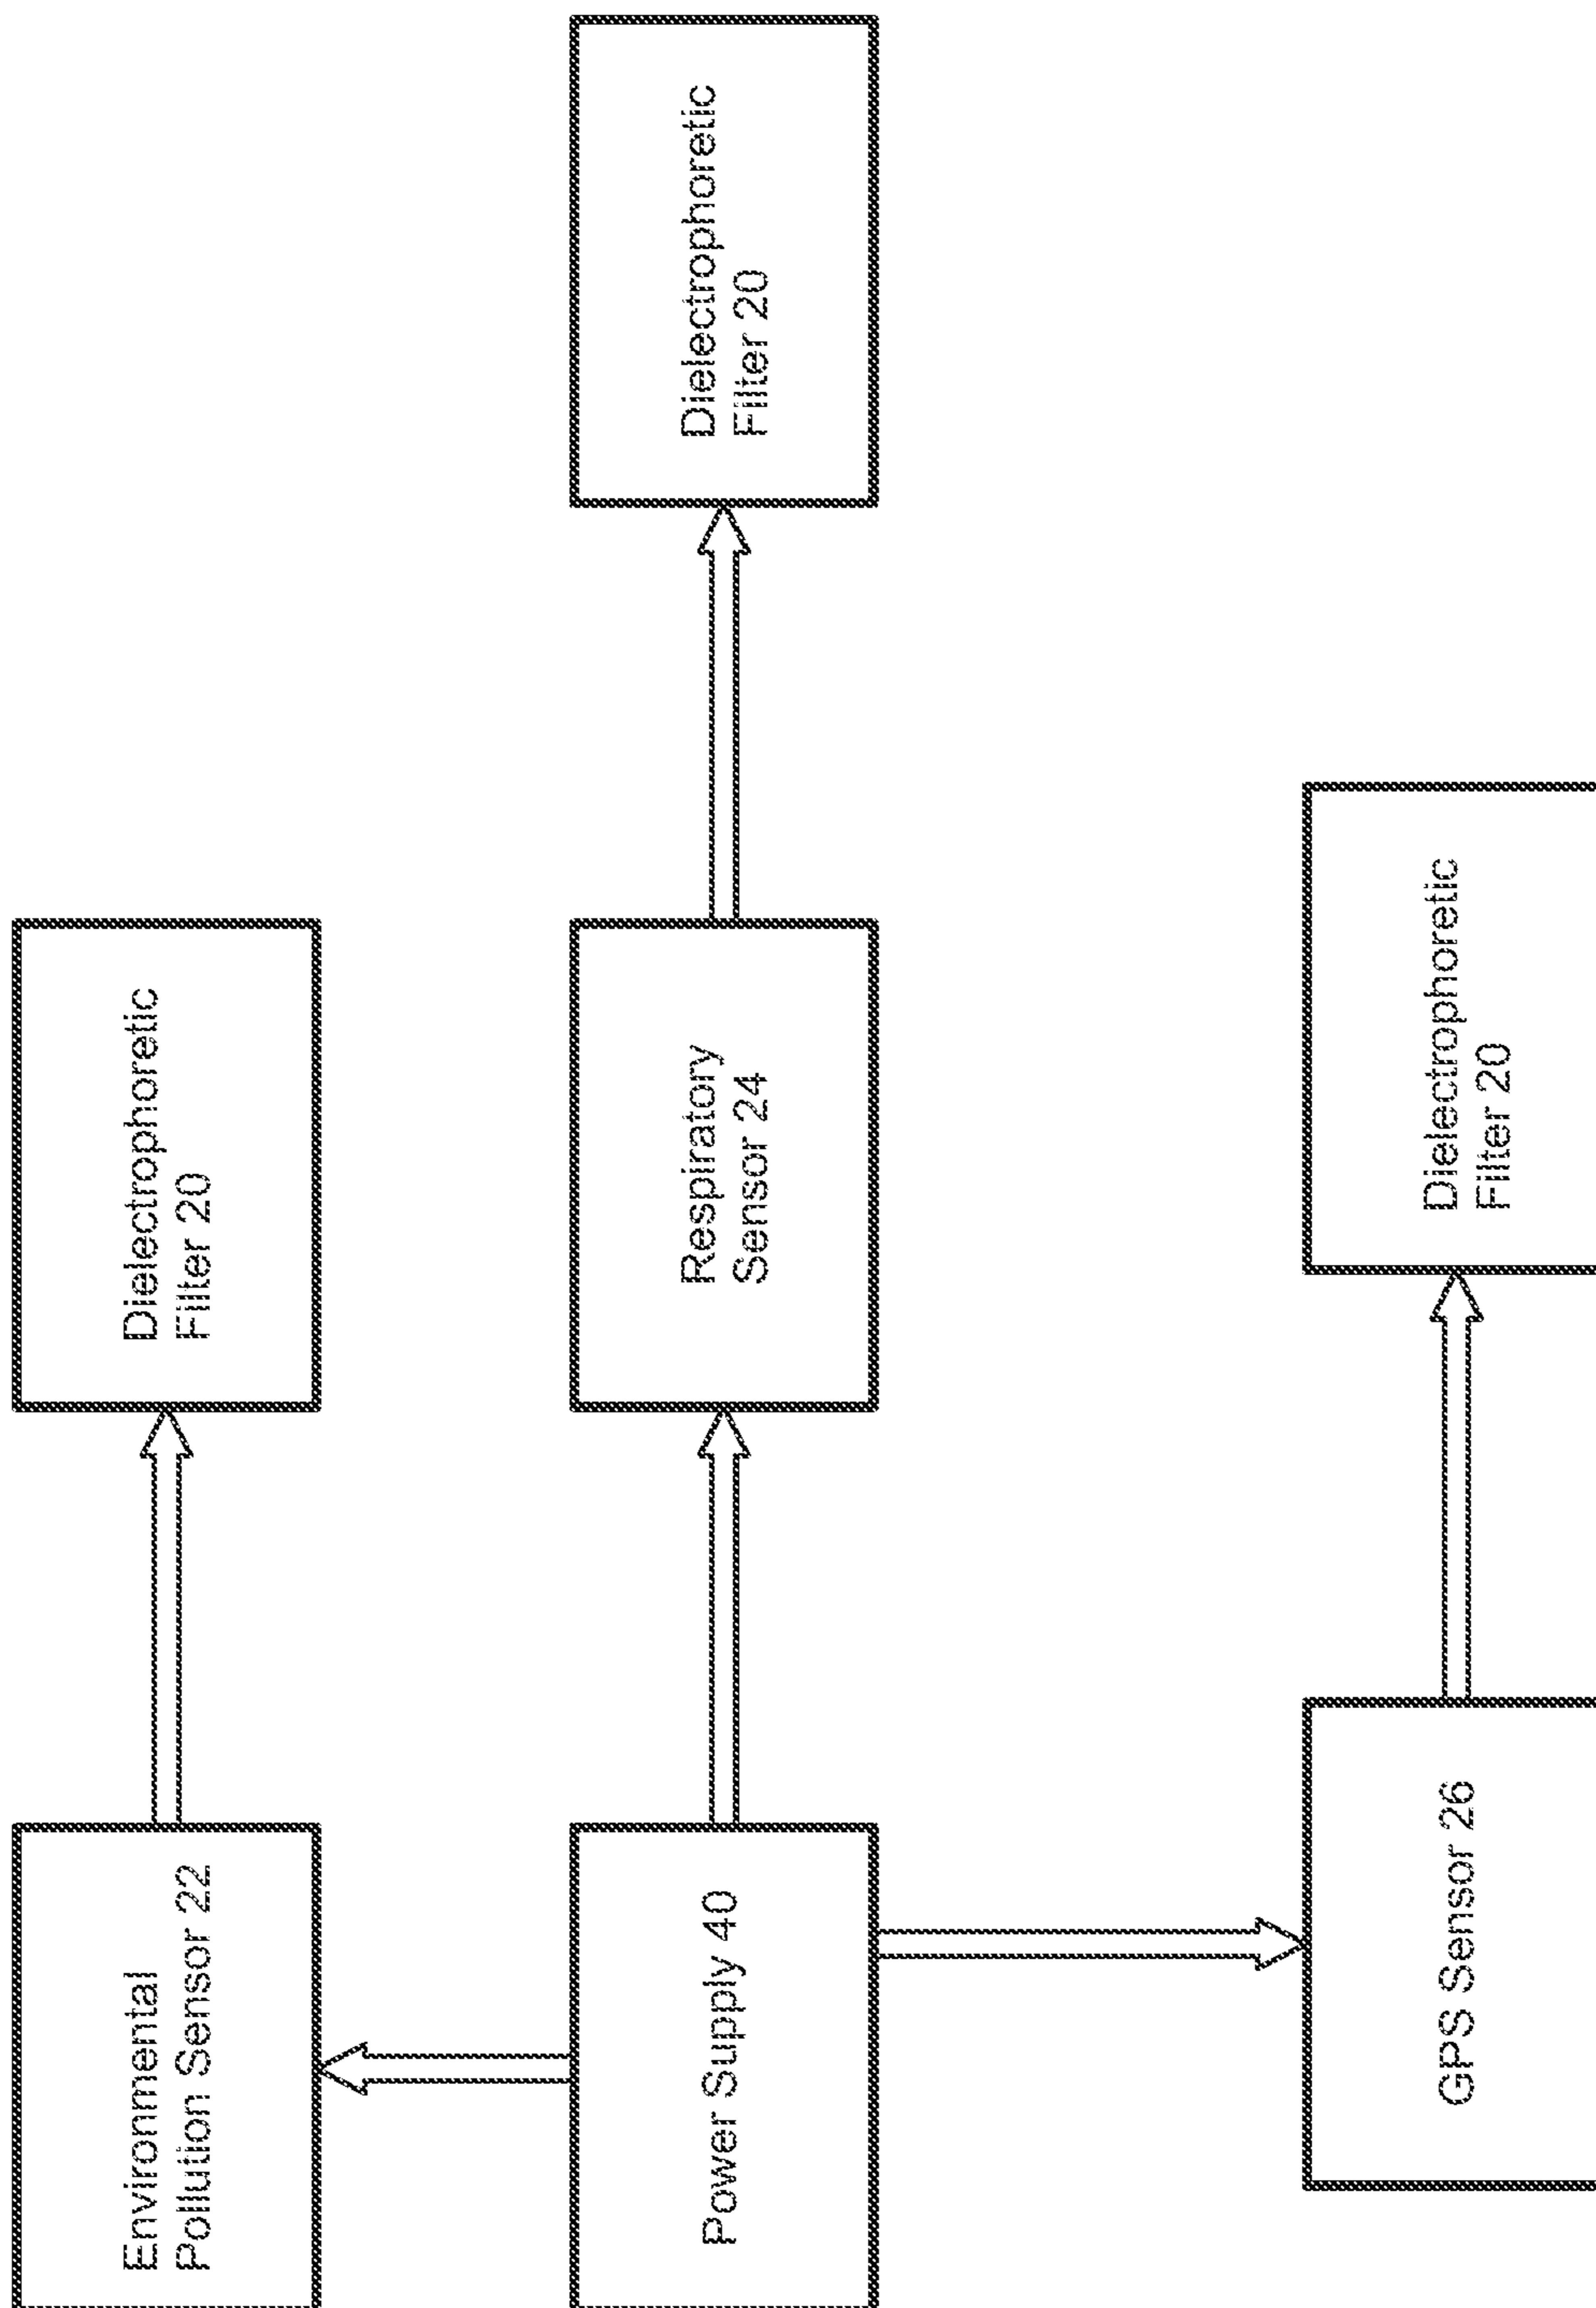 Environmental
Pollution Sensor 22
Dielectrophoretic
Filter 20
Power Supply 40
Respiratory
Sensor 24
Dielectrophoretic
Filter 20
GPS Sensor 26
Dielectrophoretic
Filter 20